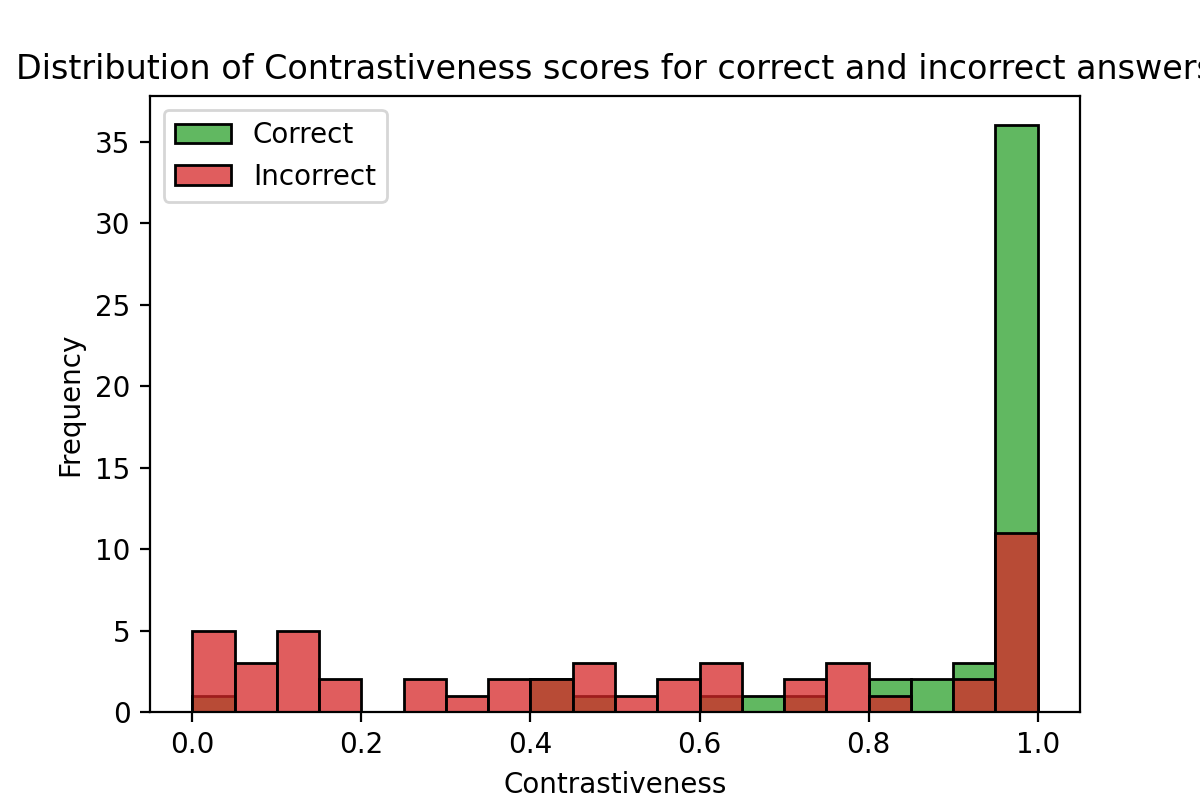 Distribution of Contrastiveness scores for correct and incorrect answers
Correct
Incorrect
35
30
25
20
15
10
5
0
Frequency
0.0 0.2 0.4 0.6 0.8 1.0
Contrastiveness